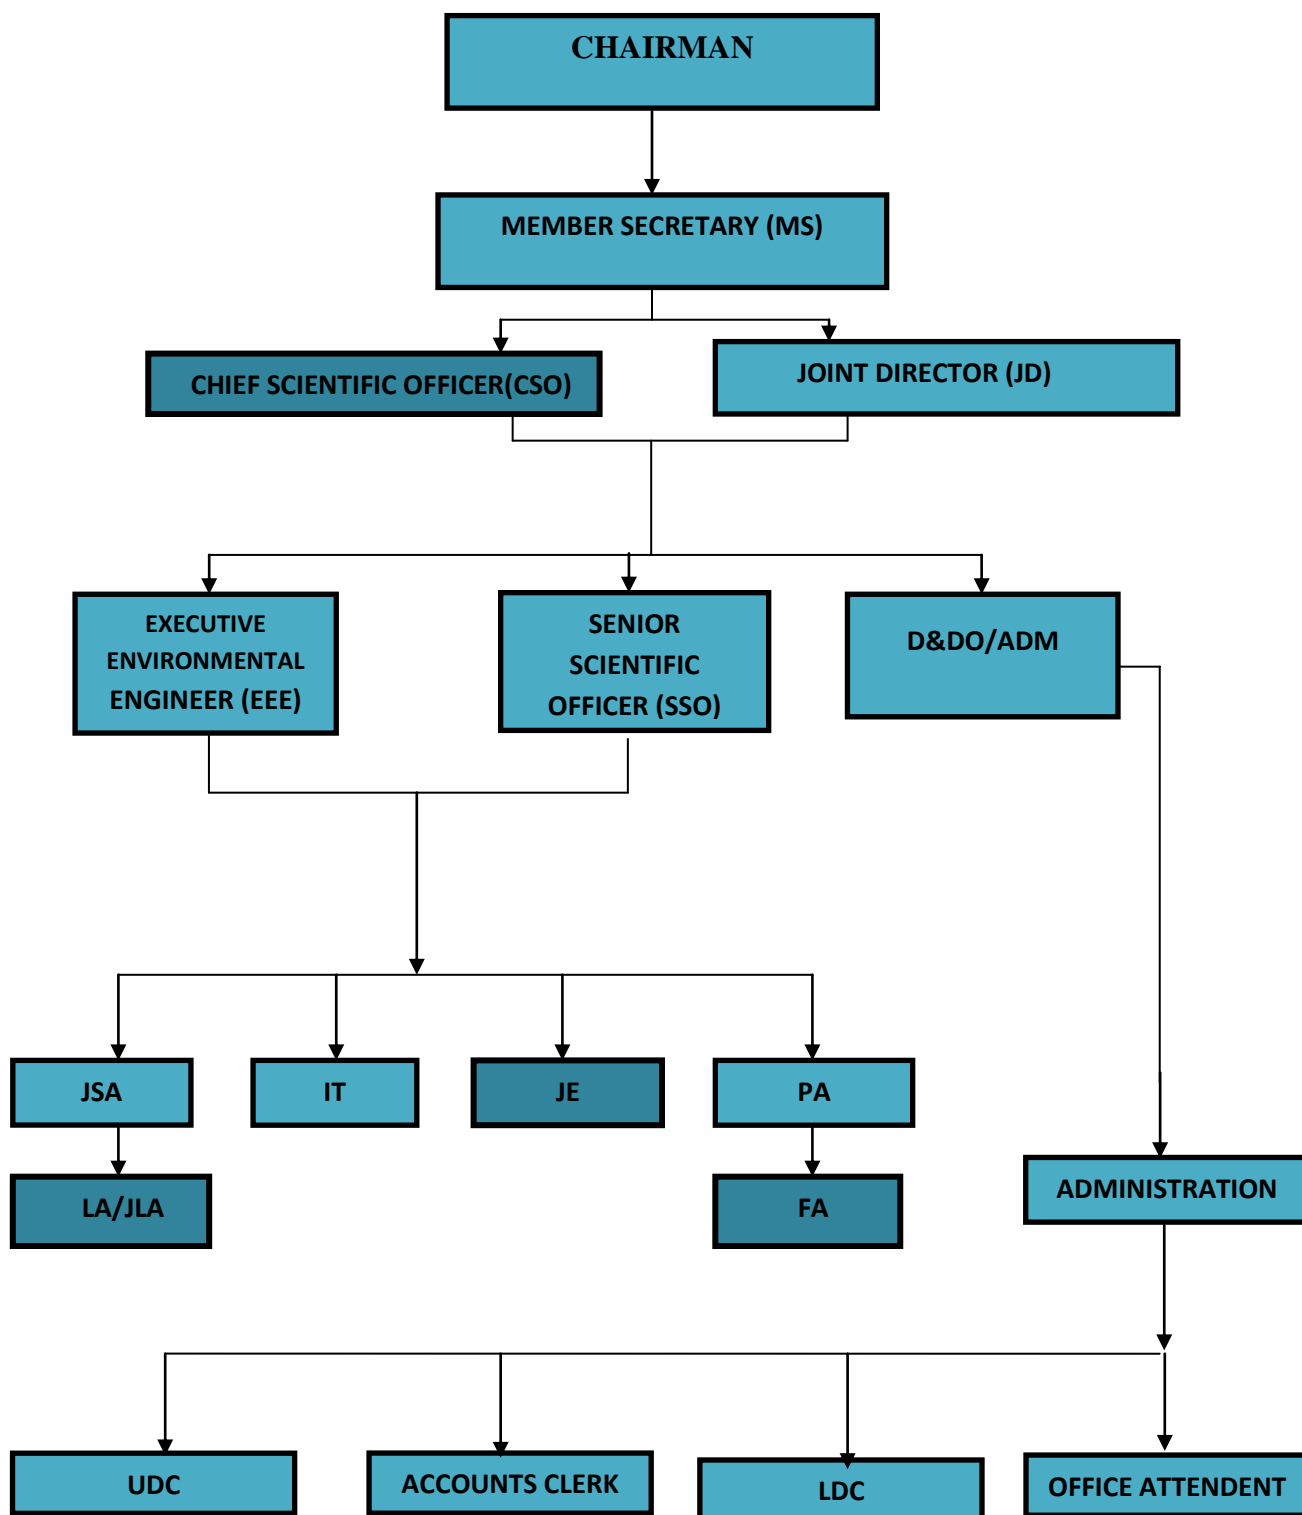 CHAIRMAN
MEMBER SECRETARY (MS)
CHIEF SCIENTIFIC OFFICER(CSO)
JOINT DIRECTOR (JD)
EXECUTIVE
ENVIRONMENTAL
ENGINEER (EEE)
SENIOR
SCIENTIFIC
OFFICER (SSO)
D&DO/ADM
JSA
IT
JE
PA
LA/JLA
FA
ADMINISTRATION
UDC
ACCOUNTS CLERK
LDC
OFFICE ATTENDENT